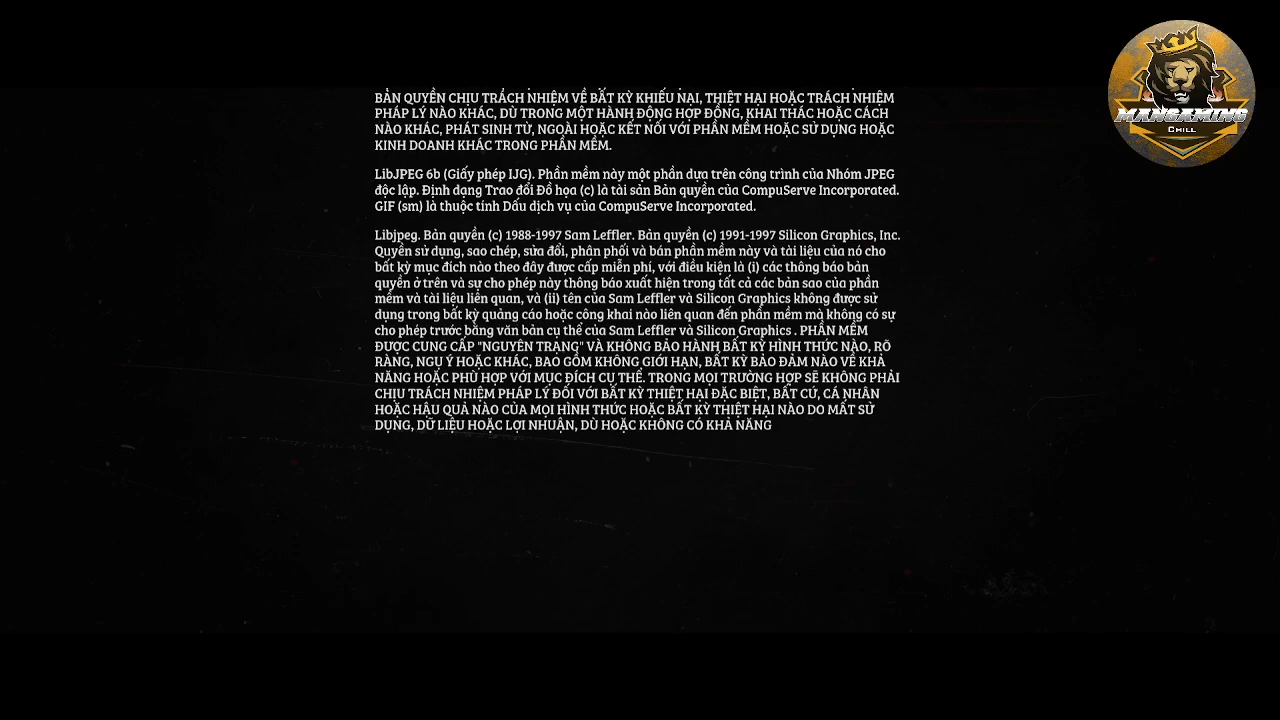 BẢN QUYỀN CHỊU TRÁCH NHIỆM VỀ BẤT KỲ KHIẾU NẠI, THIỆT HẠI HOẶC TRÁCH NHIỆM
PHÁP LÝ NÀO KHÁC, DÙ TRONG MỘT HÀNH ĐỘNG HỢP ĐỒNG, KHAI THÁC HOẶC CÁCH
NÀO KHÁC, PHÁT SINH TỪ, NGOÀI HOẶC KẾT NỐI VỚI PHẦN MỀM HOẶC SỬ DỤNG HOẶC
KINH DOANH KHÁC TRONG PHẦN MỀM.
LibJPEG 6b (Giấy phép IJG). Phần mềm này một phần dựa trên công trình của Nhóm JPEG
độc lập. Định dạng Trao đổi Đồ họa (c) là tài sản Bản quyền của CompuServe Incorporated.
GIF (sm) là thuộc tính Dấu dịch vụ của CompuServe Incorporated.
Libjpeg. Bản quyền (c) 1988-1997 Sam Leffler. Bản quyền (c) 1991-1997 Silicon Graphics, Inc.
Quyền sử dụng, sao chép, sửa đổi, phân phối và bán phần mềm này và tài liệu của nó cho
bất kỳ mục đích nào theo đây được cấp miễn phí, với điều kiện là (i) các thông báo bản
quyền ở trên và sự cho phép này thông báo xuất hiện trong tất cả các bản sao của phần
mềm và tài liệu liên quan, và (ii) tên của Sam Leffler và Silicon Graphics không được sử
dụng trong bất kỳ quảng cáo hoặc công khai nào liên quan đến phần mềm mà không có sự
cho phép trước bằng văn bản cụ thể của Sam Leffler và Silicon Graphics . PHẦN MỀM
ĐƯỢC CUNG CẤP "NGUYÊN TRẠNG" VÀ KHÔNG BẢO HÀNH BẤT KỲ HÌNH THỨC NÀO, RÕ
RÀNG, NGỤ Ý HOẶC KHÁC, BAO GỒM KHÔNG GIỚI HẠN, BẤT KỲ BẢO ĐẢM NÀO VỀ KHẢ
NĂNG HOẶC PHÙ HỢP VỚI MỤC ĐÍCH CỤ THỂ. TRONG MỌI TRƯỜNG HỢP SẼ KHÔNG PHẢI
CHỊU TRÁCH NHIỆM PHÁP LÝ ĐỐI VỚI BẤT KỲ THIỆT HẠI ĐẶC BIỆT, BẤT CỨ, CÁ NHÂN
HOẶC HẬU QUẢ NÀO CỦA MỌI HÌNH THỨC HOẶC BẤT KỲ THIỆT HẠI NÀO DO MẤT SỬ
DỤNG, DỮ LIỆU HOẶC LỢI NHUẬN, DÙ HOẶC KHÔNG CÓ KHẢ NĂNG
MANGAMING
CHILL